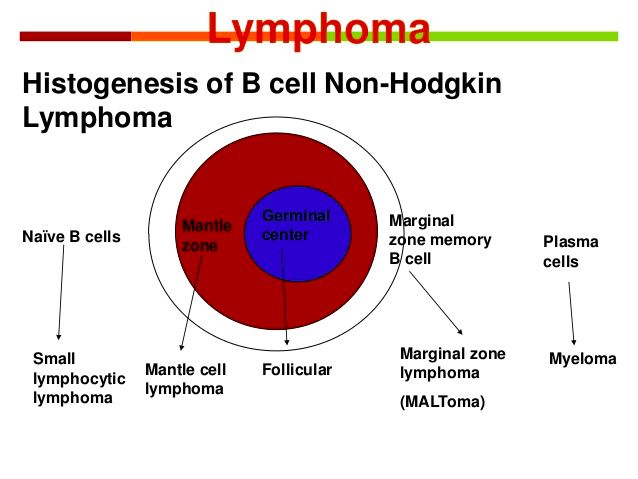 Lymphoma
Histogenesis of B cell Non-Hodgkin
Lymphoma
Naïve B cells
Mantle
zone
Germinal
center
Marginal
zone memory
B cell
Plasma
cells
Small
lymphocytic
lymphoma
Mantle cell
lymphoma
Follicular
Marginal zone
lymphoma
(MALToma)
Myeloma